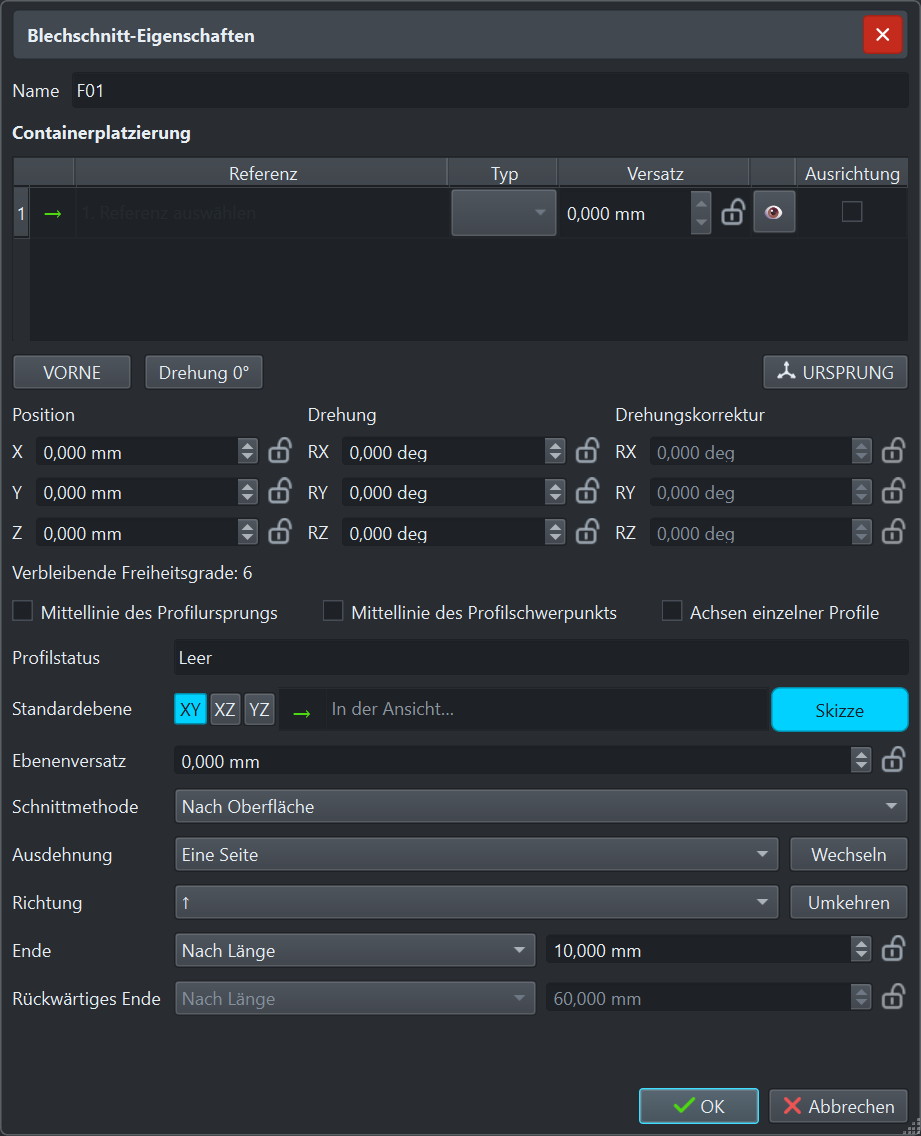 Blechschnitt-Eigenschaften
Name F01
Containerplatzierung
Referenz Typ Versatz Ausrichtung
1 → 1. Referenz auswählen 0,000 mm
VORNE Drehung 0° URSPRUNG
Position Drehung Drehungskorrektur
X 0,000 mm RX 0,000 deg RX 0,000 deg
Y 0,000 mm RY 0,000 deg RY 0,000 deg
Z 0,000 mm RZ 0,000 deg RZ 0,000 deg
Verbleibende Freiheitsgrade: 6
Mittellinie des Profilursprungs Mittellinie des Profilschwerpunkts Achsen einzelner Profile
Profilstatus Leer
Standardebene XY XZ YZ → In der Ansicht... Skizze
Ebenenversatz 0,000 mm
Schnittmethode Nach Oberfläche
Ausdehnung Eine Seite Wechseln
Richtung ↑ Umkehren
Ende Nach Länge 10,000 mm
Rückwärtiges Ende Nach Länge 60,000 mm
OK Abbrechen